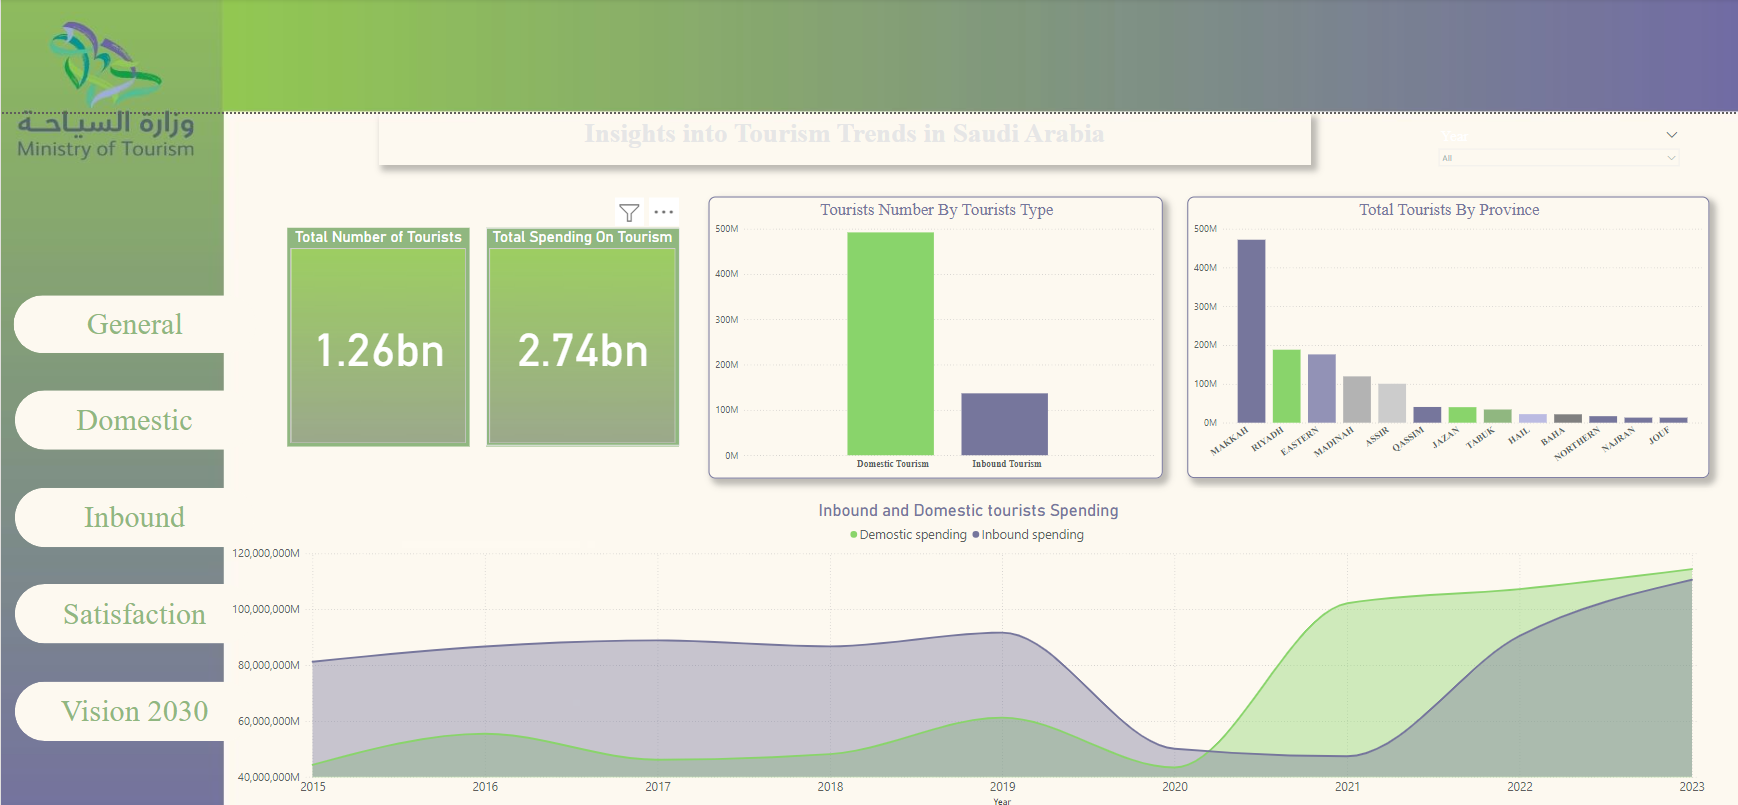 وزارة السياحة
Ministry of Tourism
Insights into Tourism Trends in Saudi Arabia
All
General
Domestic
Inbound
Satisfaction
Vision 2030
Total Number of Tourists
1.26bn
Total Spending On Tourism
2.74bn
Tourists Number By Tourists Type
500M
400M
300M
200M
100M
0M
Domestic Tourism
Inbound Tourism
Total Tourists By Province
500M
400M
300M
200M
100M
0M
MAKKAH
RIYADH
EASTERN
MADINAH
ASSIR
QASSIM
JAZAN
TABUK
HAIL
BAHA
NORTHERN
NAJRAN
JOUF
Inbound and Domestic tourists Spending
Demostic spending Inbound spending
120,000,000M
100,000,000M
80,000,000M
60,000,000M
40,000,000M
2015 2016 2017 2018 2019 2020 2021 2022 2023
Year